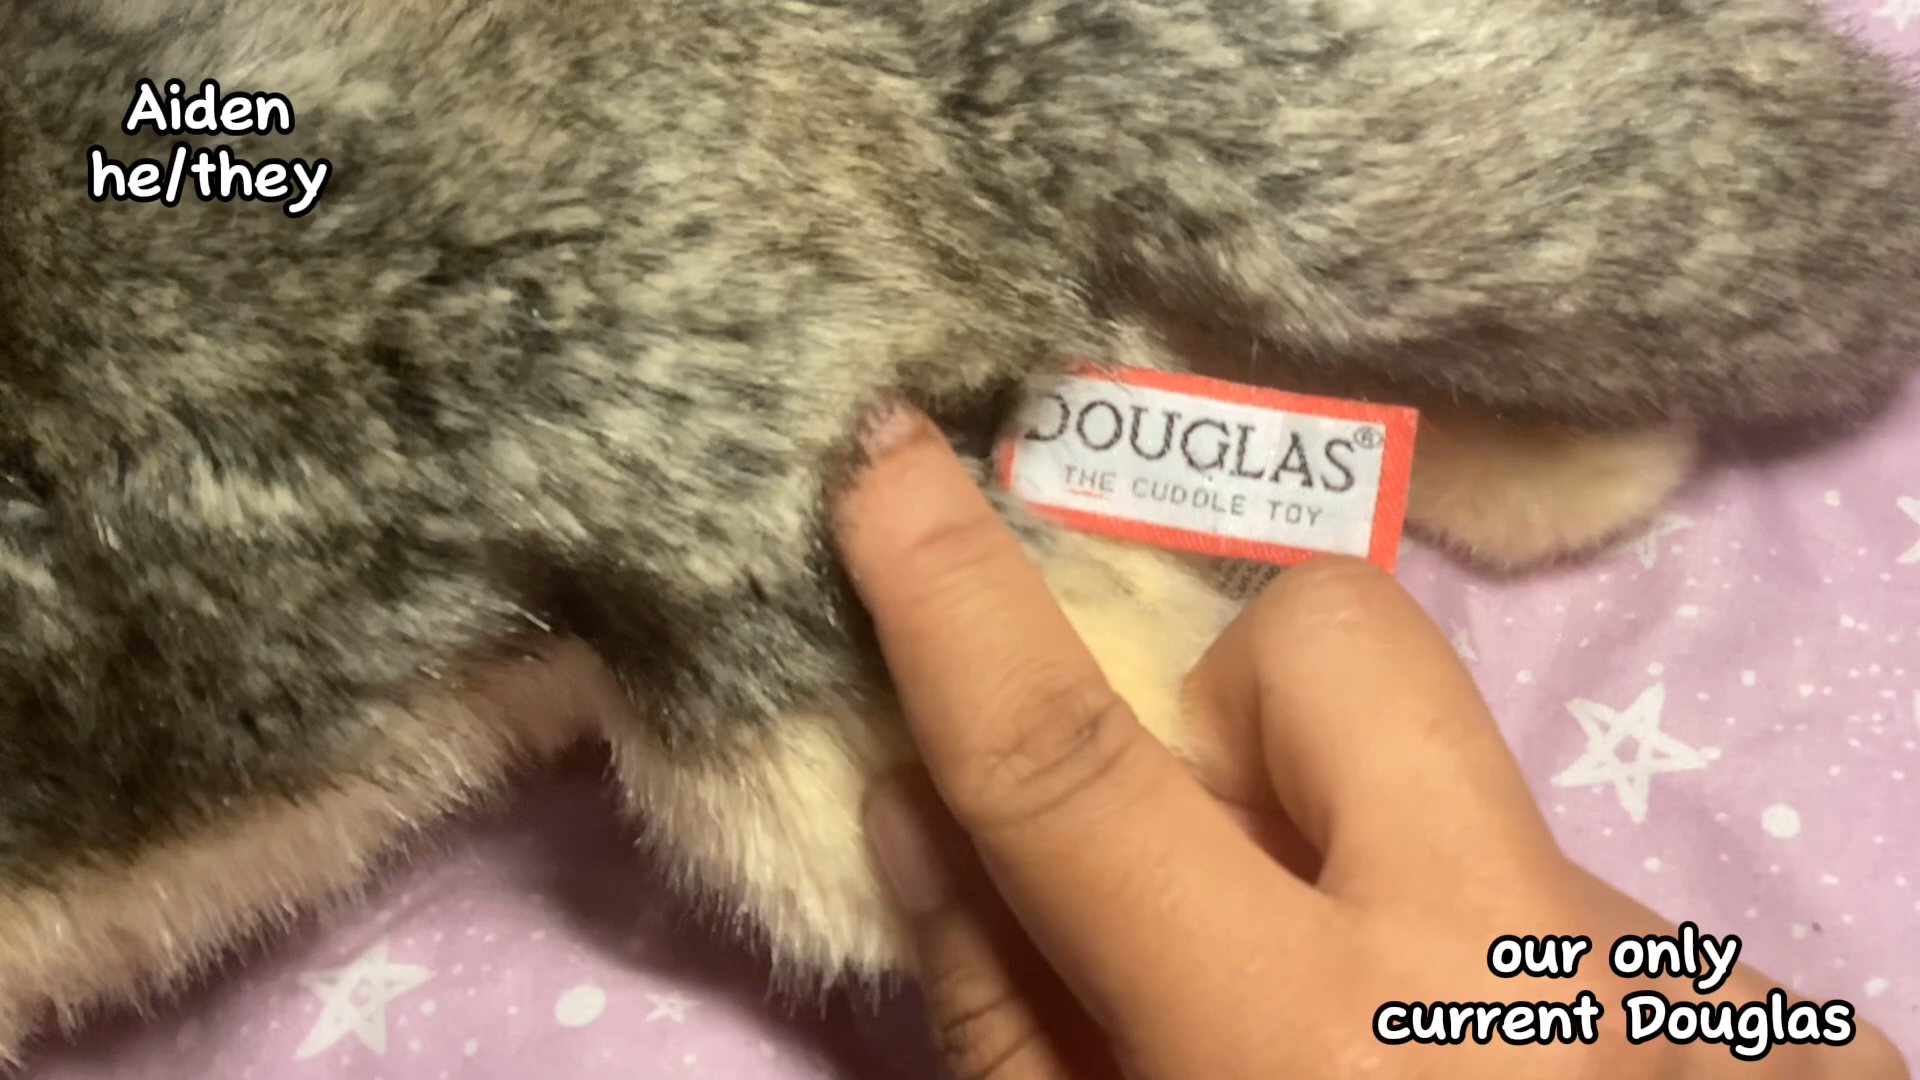 Aiden
he/they
DOUGLAS®
THE CUDDLE TOY
our only
current Douglas